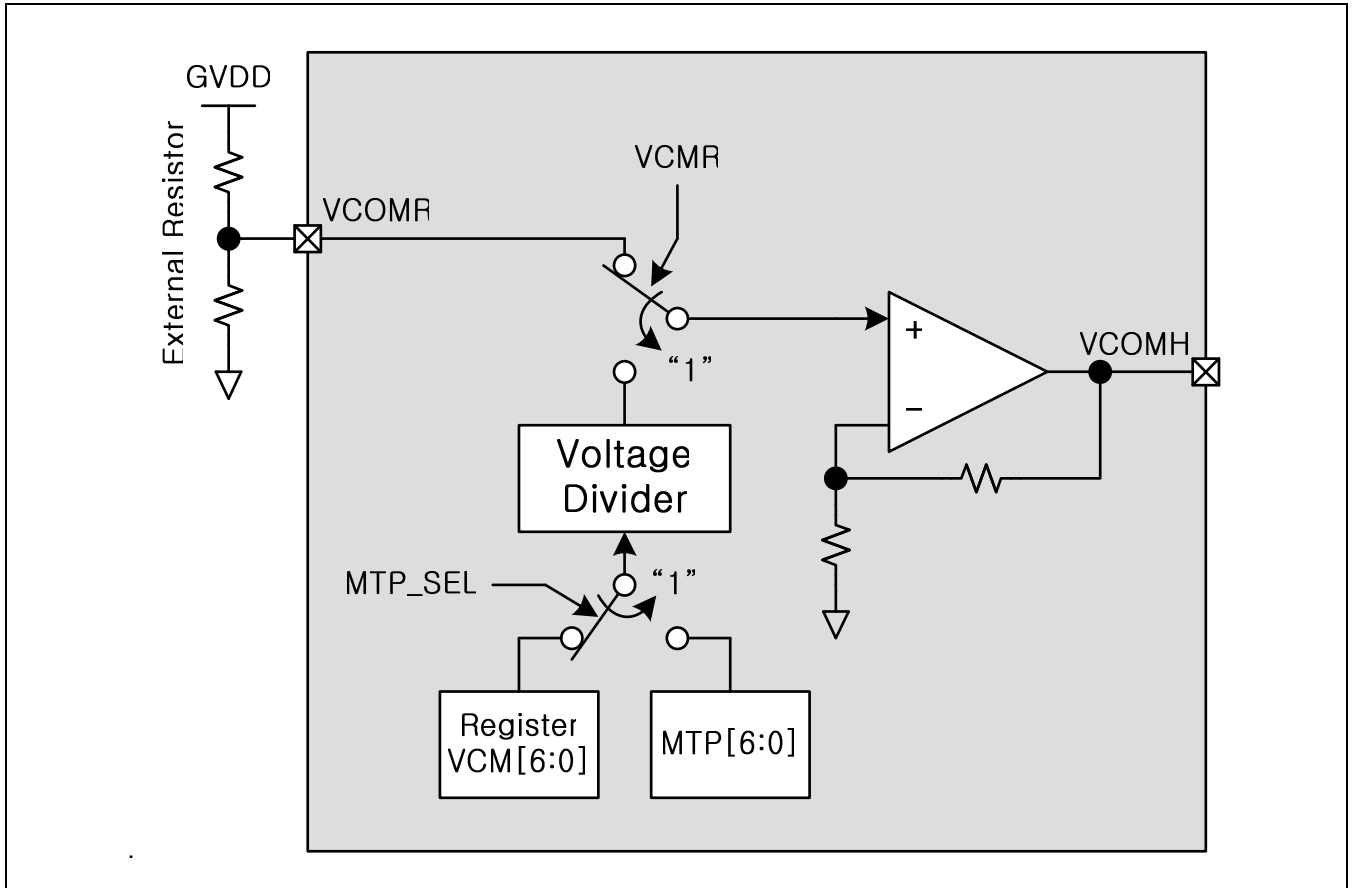 GVDD
External Resistor
VCOMR
VCMR
"1"
+
−
VCOMH
Voltage
Divider
MTP_SEL
"1"
Register
VCM[6:0]
MTP[6:0]
.